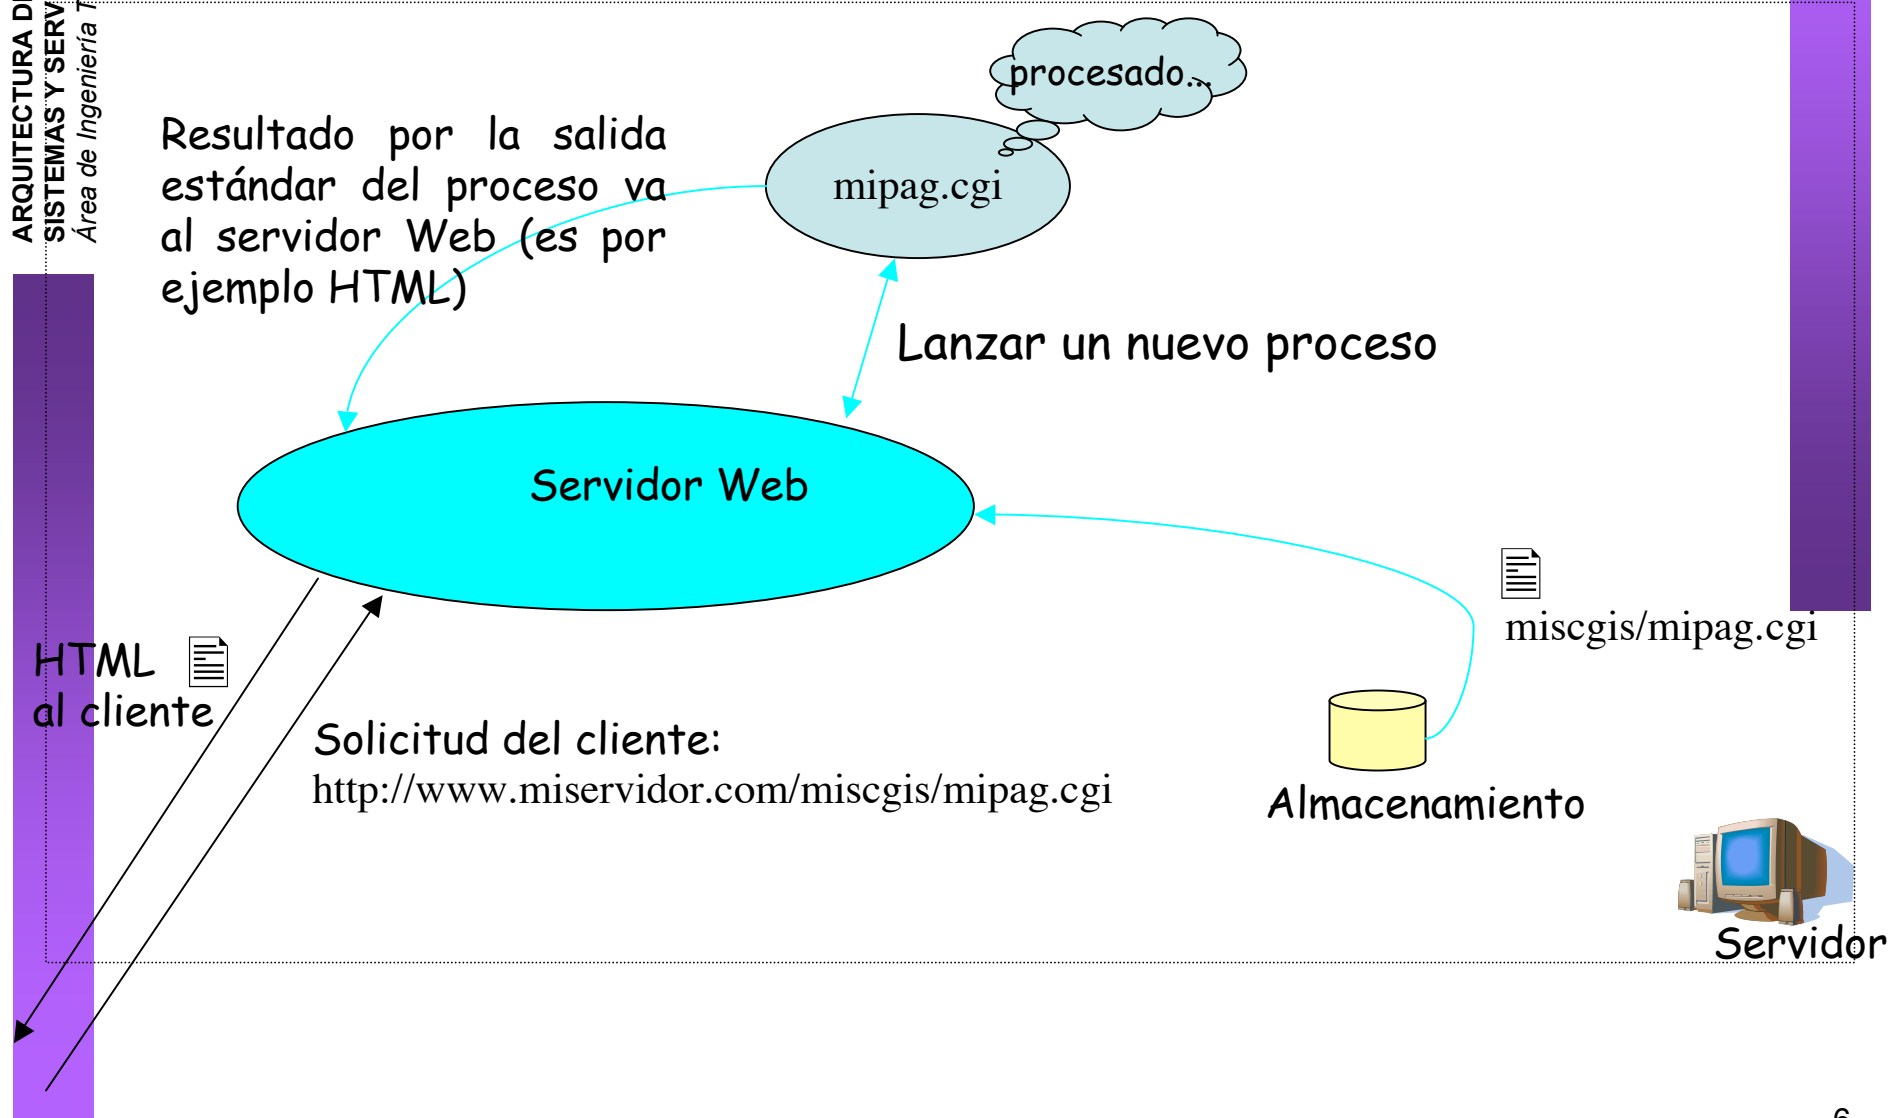 ARQUITECTURA DE
SISTEMAS Y SERV
Área de Ingeniería T
procesado...
Resultado por la salida
estándar del proceso va
al servidor Web (es por
ejemplo HTML)
mipag.cgi
Lanzar un nuevo proceso
Servidor Web
miscgis/mipag.cgi
HTML
al cliente
Solicitud del cliente:
http://www.miservidor.com/miscgis/mipag.cgi
Almacenamiento
Servidor